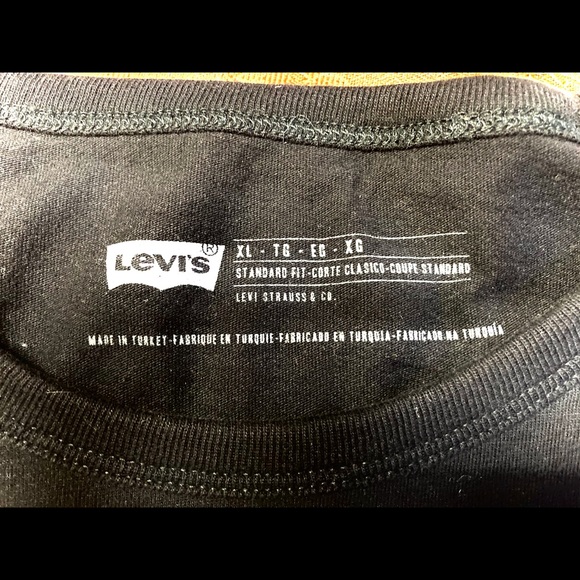 LEVI'S ®
XL - TG - EG - XG
STANDARD FIT-CORTE CLASICO-COUPE STANDARD
LEVI STRAUSS & CO.
MADE IN TURKEY-FABRIQUE EN TURQUIE-FABRICADO EN TURQUIA-FABRICADO NA TURQUÍA